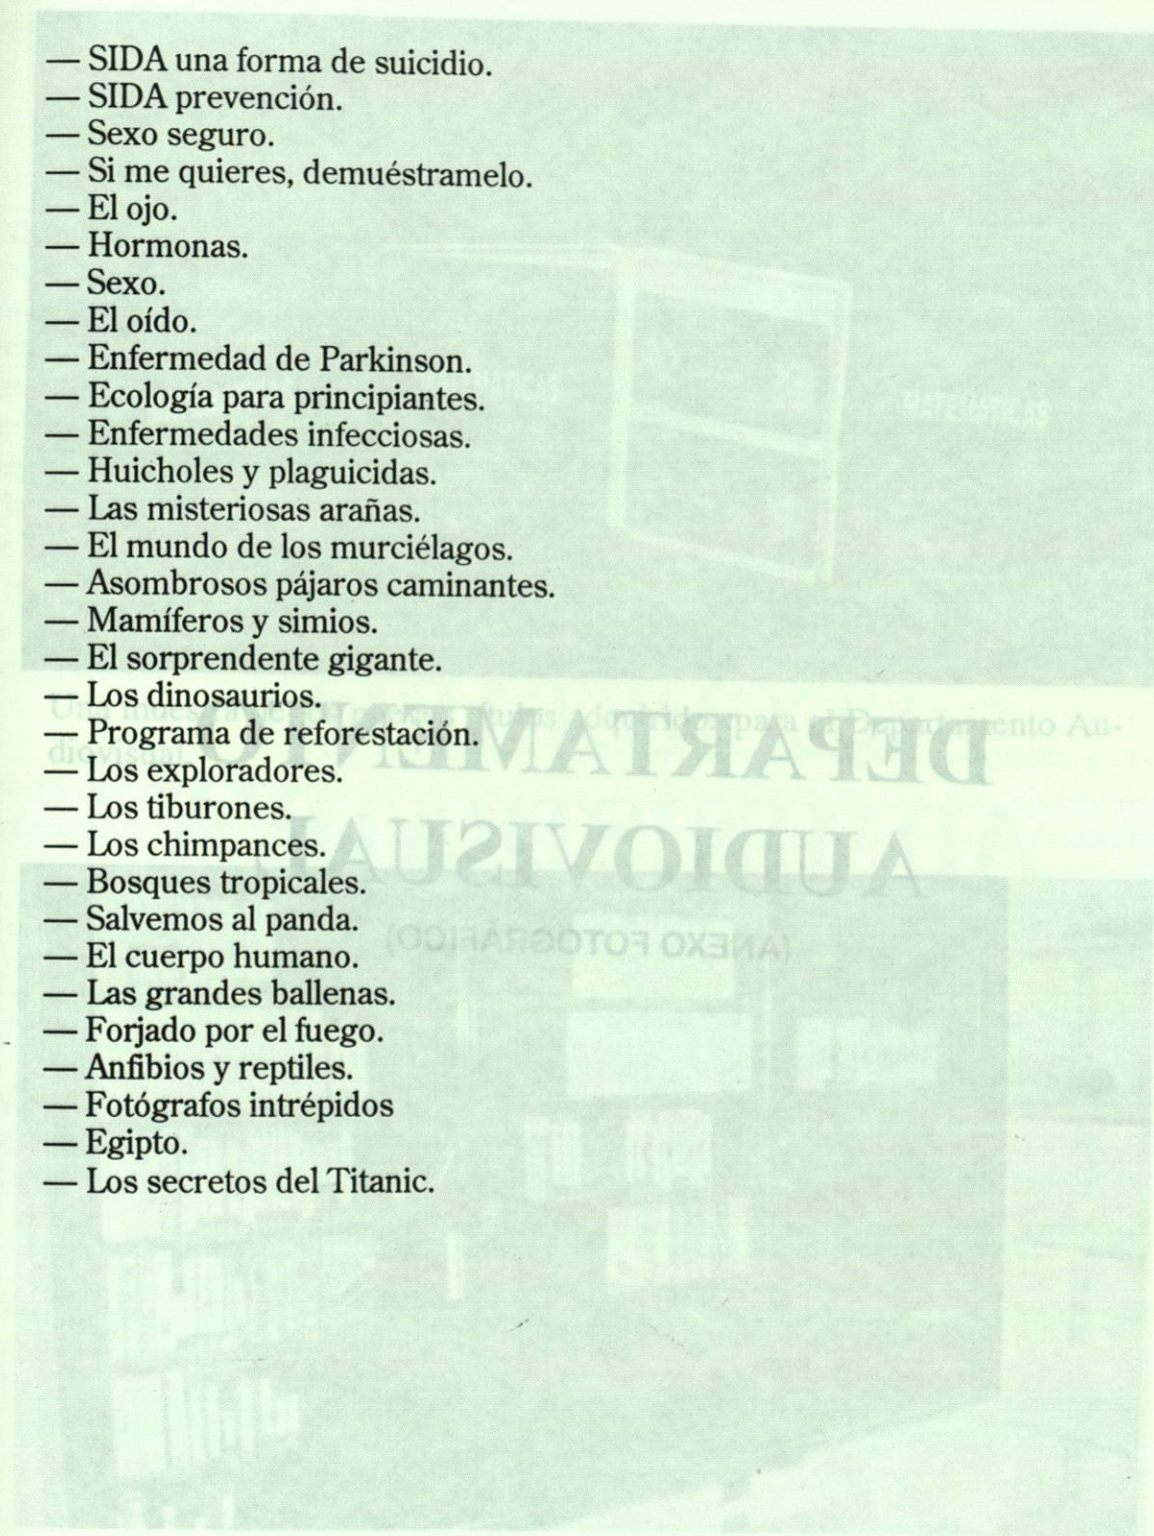 — SIDA una forma de suicidio.
— SIDA prevención.
— Sexo seguro.
— Si me quieres, demuéstramelo.
— El ojo.
— Hormonas.
— Sexo.
— El oído.
— Enfermedad de Parkinson.
— Ecología para principiantes.
— Enfermedades infecciosas.
— Huicholes y plaguicidas.
— Las misteriosas arañas.
— El mundo de los murciélagos.
— Asombrosos pájaros caminantes.
— Mamíferos y simios.
— El sorprendente gigante.
— Los dinosaurios.
— Programa de reforestación.
— Los exploradores.
— Los tiburones.
— Los chimpances.
— Bosques tropicales.
— Salvemos al panda.
— El cuerpo humano.
— Las grandes ballenas.
— Forjado por el fuego.
— Anfibios y reptiles.
— Fotógrafos intrépidos
— Egipto.
— Los secretos del Titanic.
DEPARTAMENTO
AUDIOVISUAL
(ANEXO FOTOGRÁFICO)